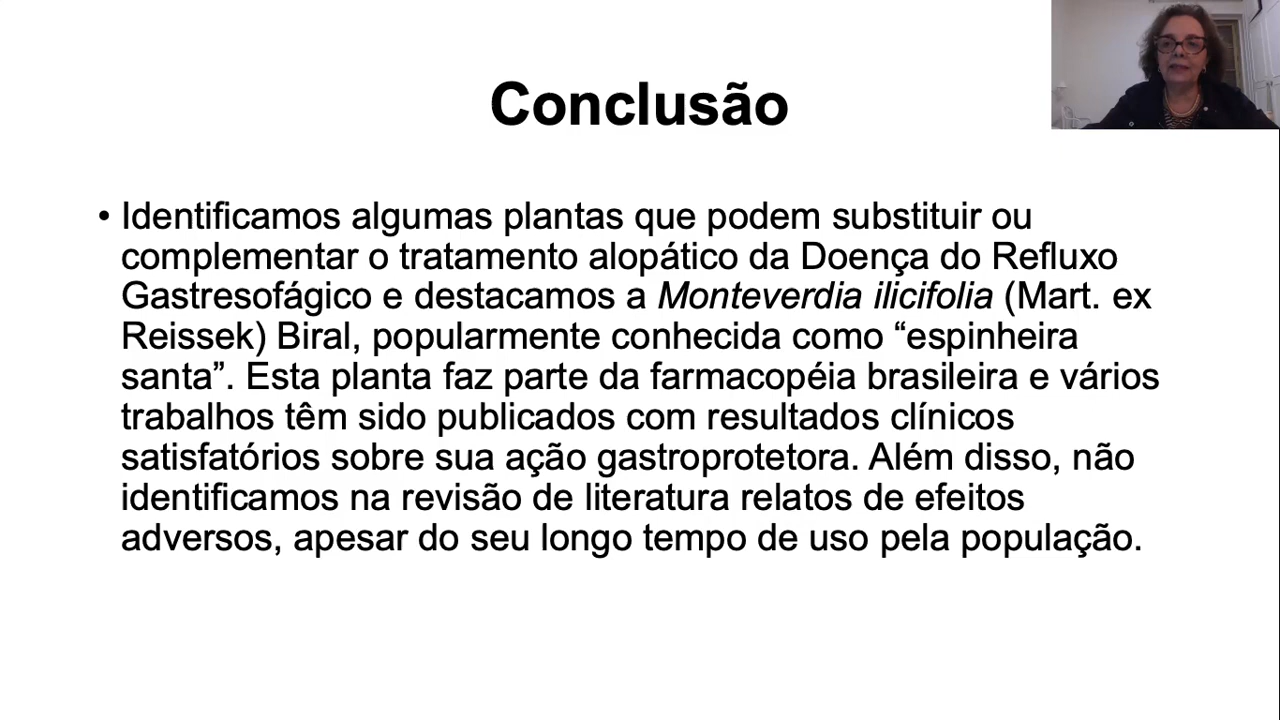 Conclusão
• Identificamos algumas plantas que podem substituir ou
complementar o tratamento alopático da Doença do Refluxo
Gastresofágico e destacamos a Monteverdia ilicifolia (Mart. ex
Reissek) Biral, popularmente conhecida como “espinheira
santa”. Esta planta faz parte da farmacopéia brasileira e vários
trabalhos têm sido publicados com resultados clínicos
satisfatórios sobre sua ação gastroprotetora. Além disso, não
identificamos na revisão de literatura relatos de efeitos
adversos, apesar do seu longo tempo de uso pela população.